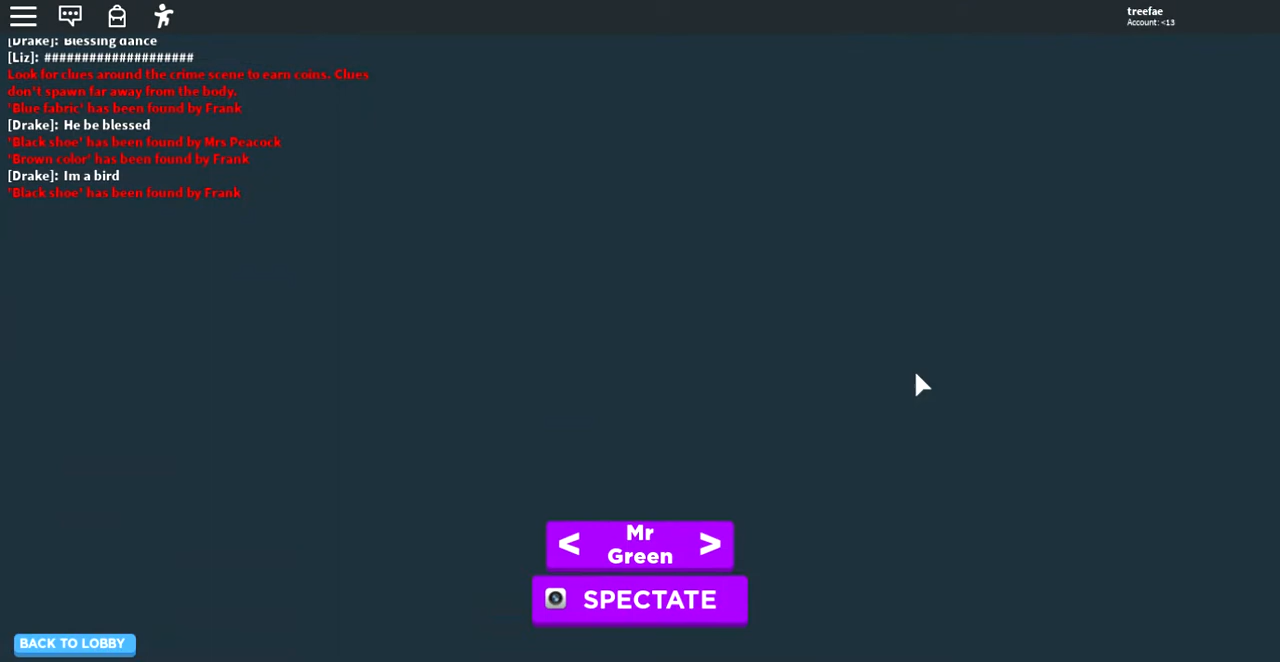 treefae
Account: <13
[Drake]: Blessing dance
[Liz]: ####################
Look for clues around the crime scene to earn coins. Clues
don't spawn far away from the body.
'Blue fabric' has been found by Frank
[Drake]: He be blessed
'Black shoe' has been found by Mrs Peacock
'Brown color' has been found by Frank
[Drake]: Im a bird
'Black shoe' has been found by Frank
< Mr >
Green
SPECTATE
BACK TO LOBBY